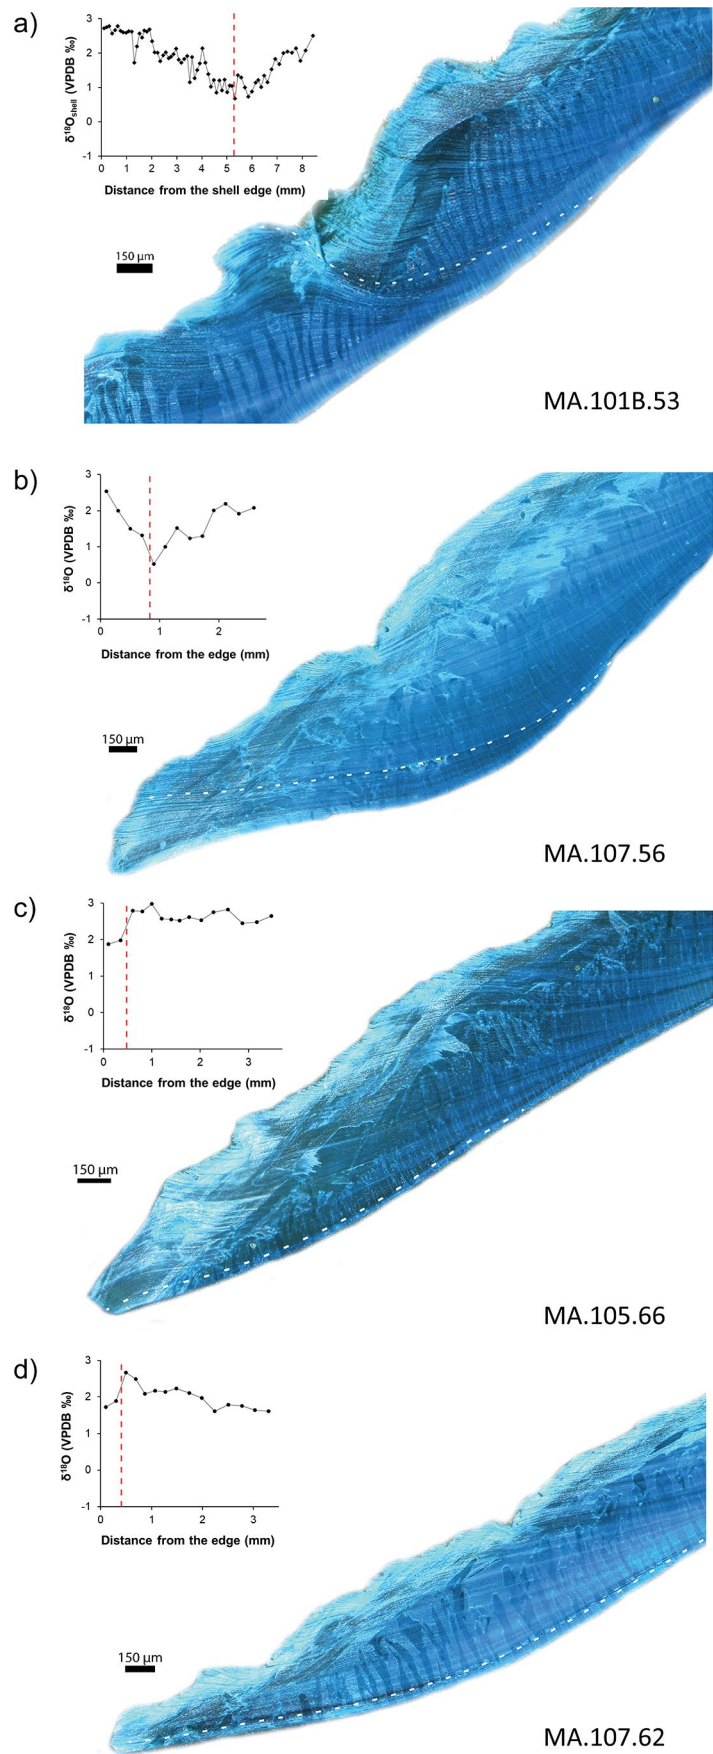 a)
3
2
1
0
-1
δ¹⁸Oshell (VPDB ‰)
0 1 2 3 4 5 6 7 8
Distance from the shell edge (mm)
150 µm
MA.101B.53
b)
3
2
1
0
-1
δ¹⁸O (VPDB ‰)
0 1 2
Distance from the edge (mm)
150 µm
MA.107.56
c)
3
2
1
0
-1
δ¹⁸O (VPDB ‰)
0 1 2 3
Distance from the edge (mm)
150 µm
MA.105.66
d)
3
2
1
0
-1
δ¹⁸O (VPDB ‰)
0 1 2 3
Distance from the edge (mm)
150 µm
MA.107.62